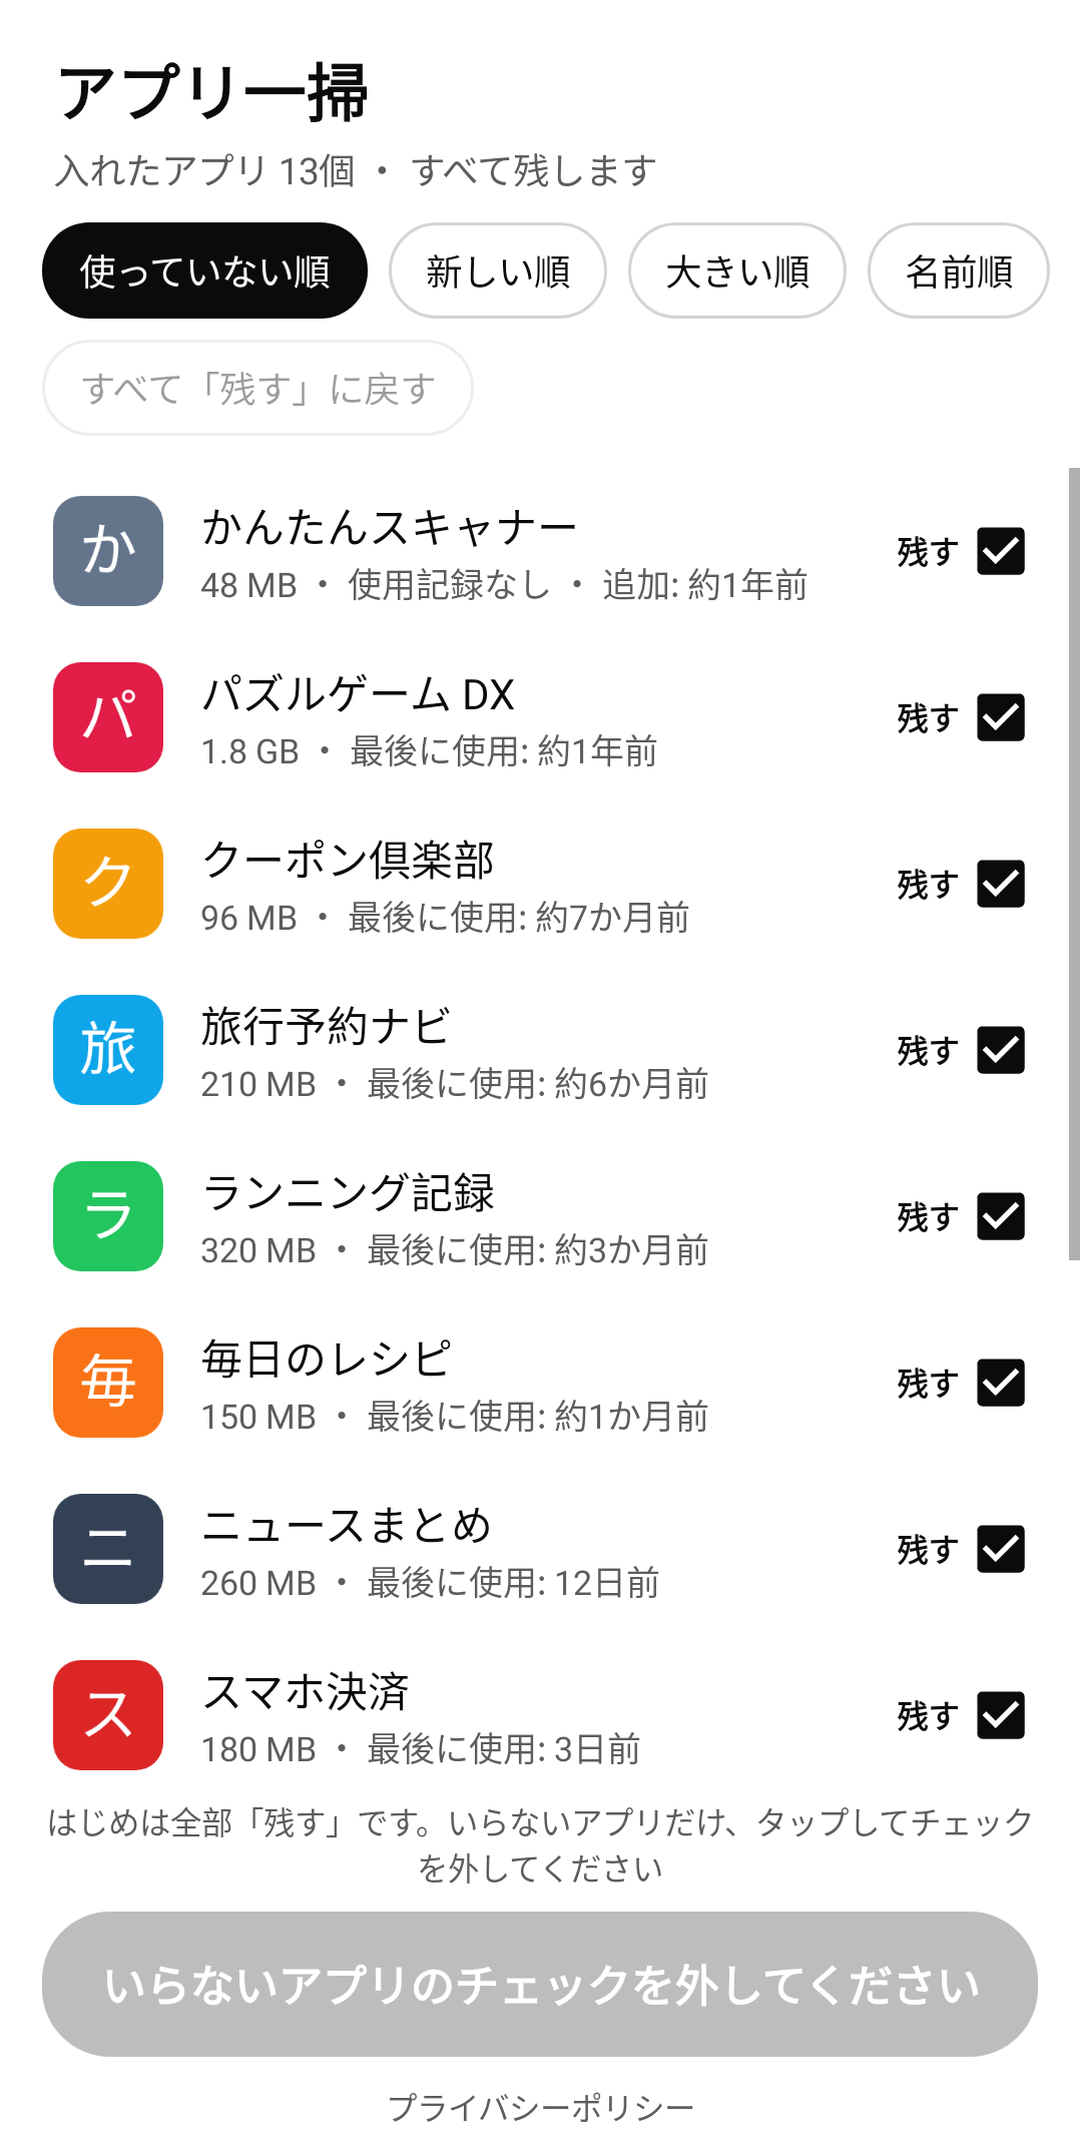 アプリ一掃
入れたアプリ 13個 ・ すべて残します
使っていない順 新しい順 大きい順 名前順
すべて「残す」に戻す
か かんたんスキャナー 残す
48 MB ・ 使用記録なし ・ 追加: 約1年前
パ パズルゲーム DX 残す
1.8 GB ・ 最後に使用: 約1年前
ク クーポン倶楽部 残す
96 MB ・ 最後に使用: 約7か月前
旅 旅行予約ナビ 残す
210 MB ・ 最後に使用: 約6か月前
ラ ランニング記録 残す
320 MB ・ 最後に使用: 約3か月前
毎 毎日のレシピ 残す
150 MB ・ 最後に使用: 約1か月前
ニ ニュースまとめ 残す
260 MB ・ 最後に使用: 12日前
ス スマホ決済 残す
180 MB ・ 最後に使用: 3日前
はじめは全部「残す」です。いらないアプリだけ、タップしてチェック
を外してください
いらないアプリのチェックを外してください
プライバシーポリシー